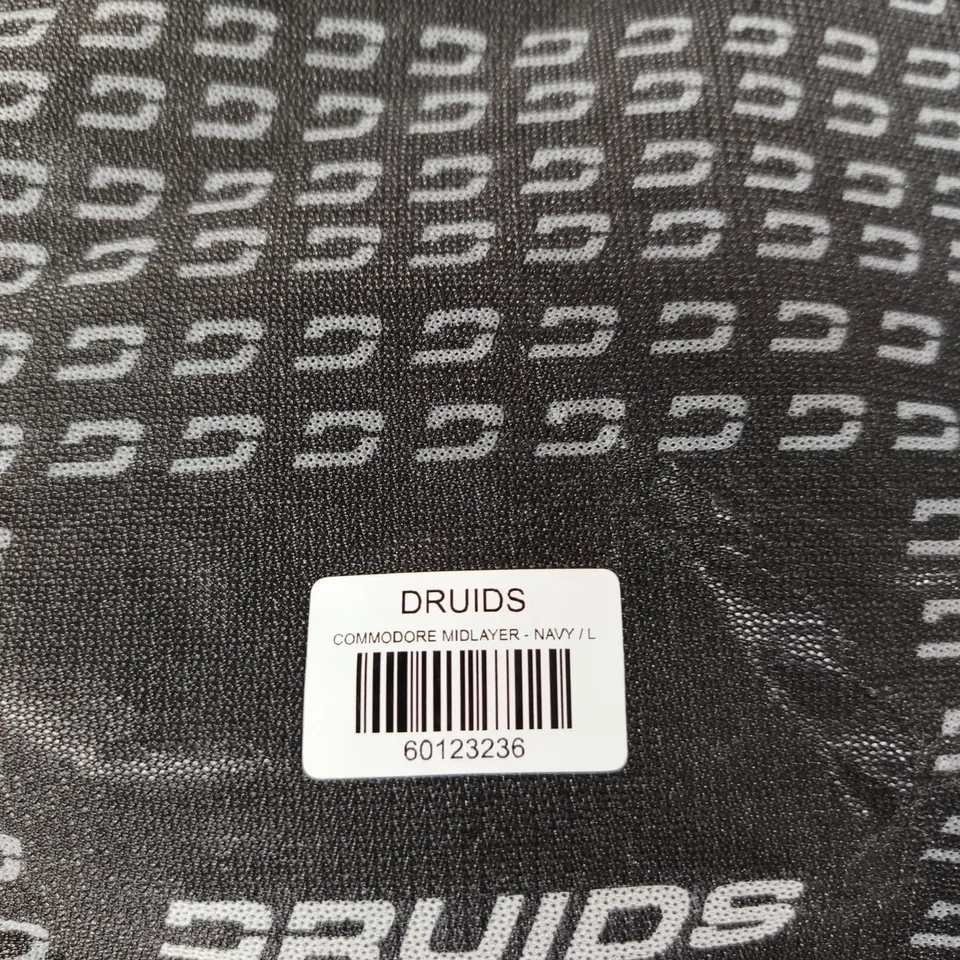 DRUIDS
COMMODORE MIDLAYER - NAVY / L
60123236
DRUIDS